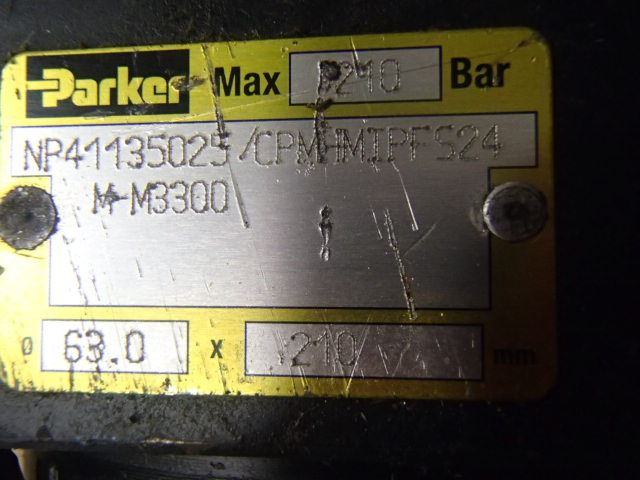 Parker Max 210 Bar
NP41135025/CPMHMIPFS24
M-M3300
ø 63.0 x 210 mm